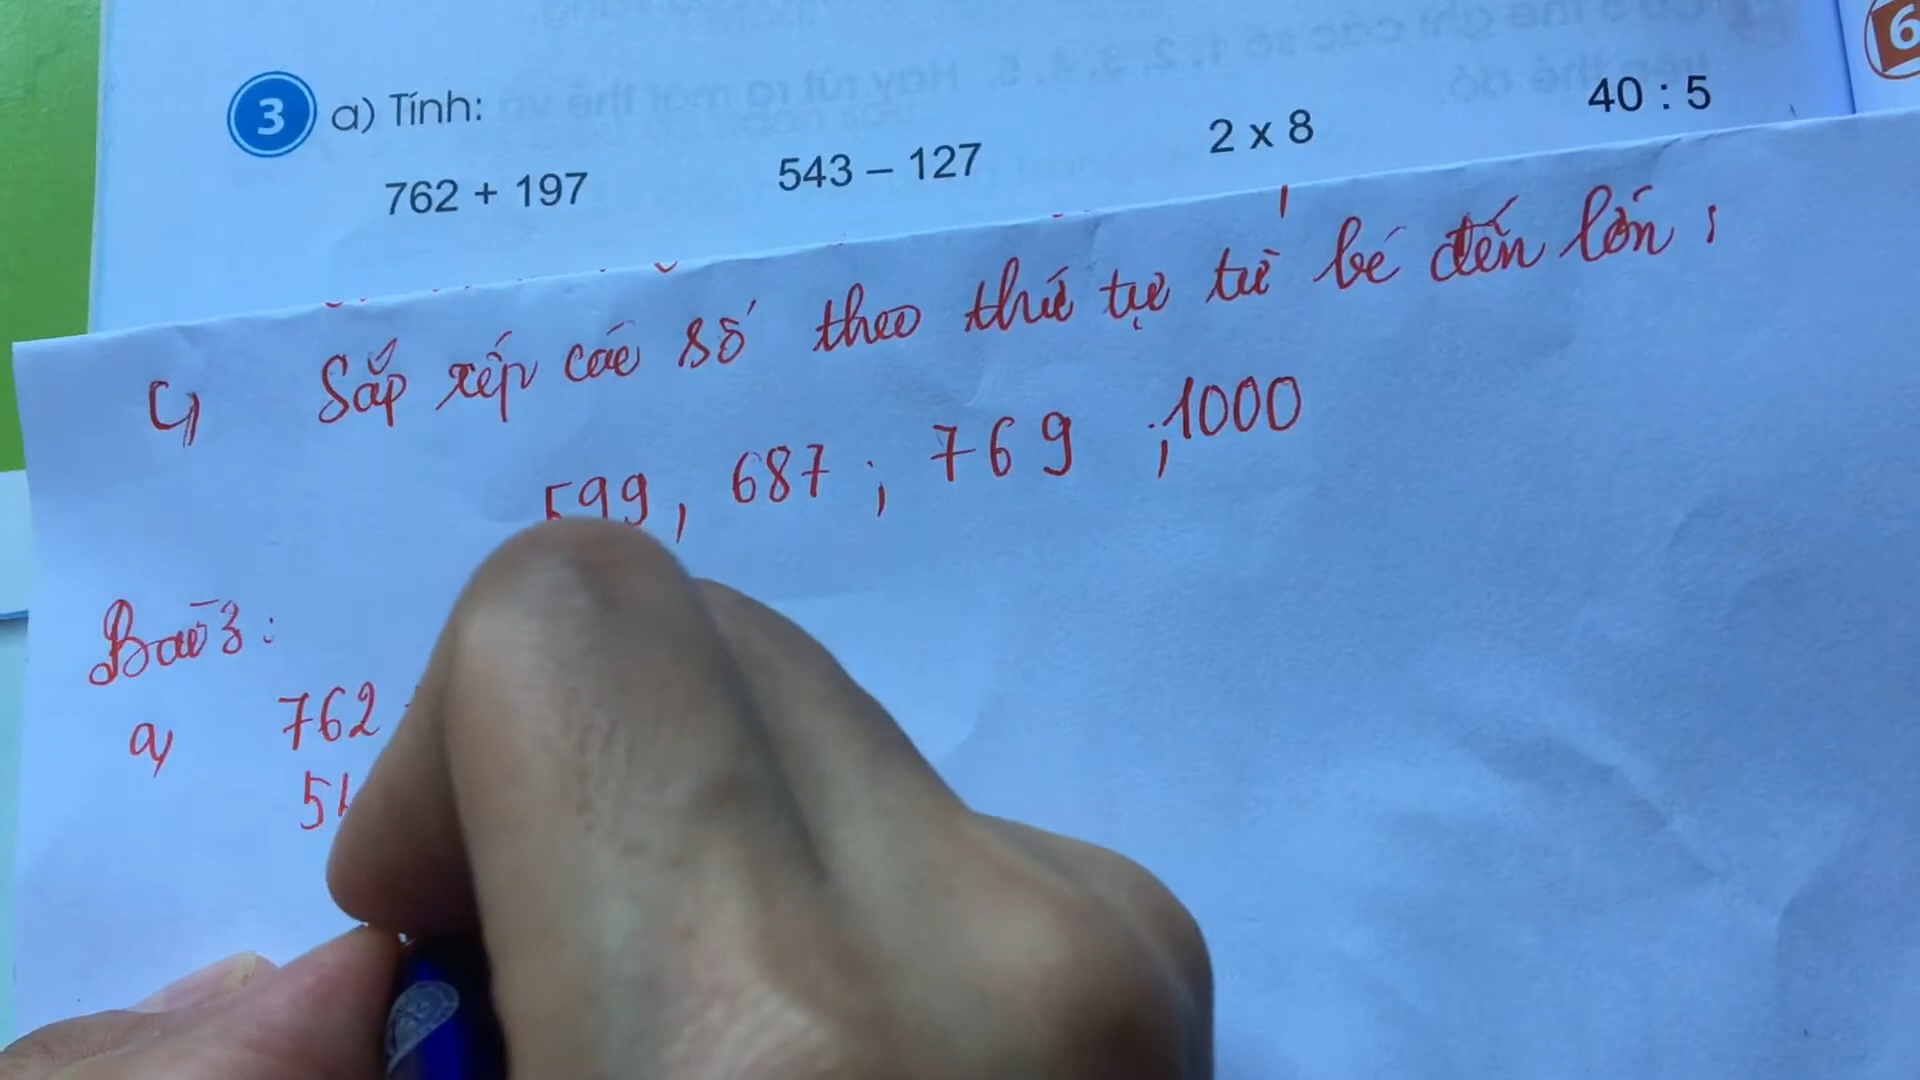 3 a) Tính:
762 + 197 543 – 127 2 x 8 40 : 5
6
c, Sắp xếp các số theo thứ tự từ bé đến lớn :
599, 687 ; 769 ; 1000
Bài 3 :
a, 762